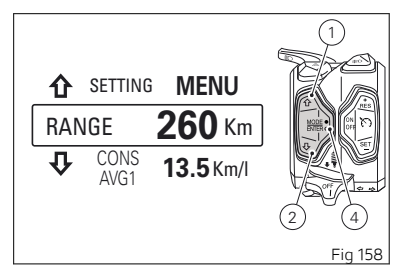 1
SETTING MENU
RANGE 260 Km
CONS
AVG1
13.5 Km/l
MODE
ENTER
RES
ON
OFF
SET
OFF
2
4
Fig 158